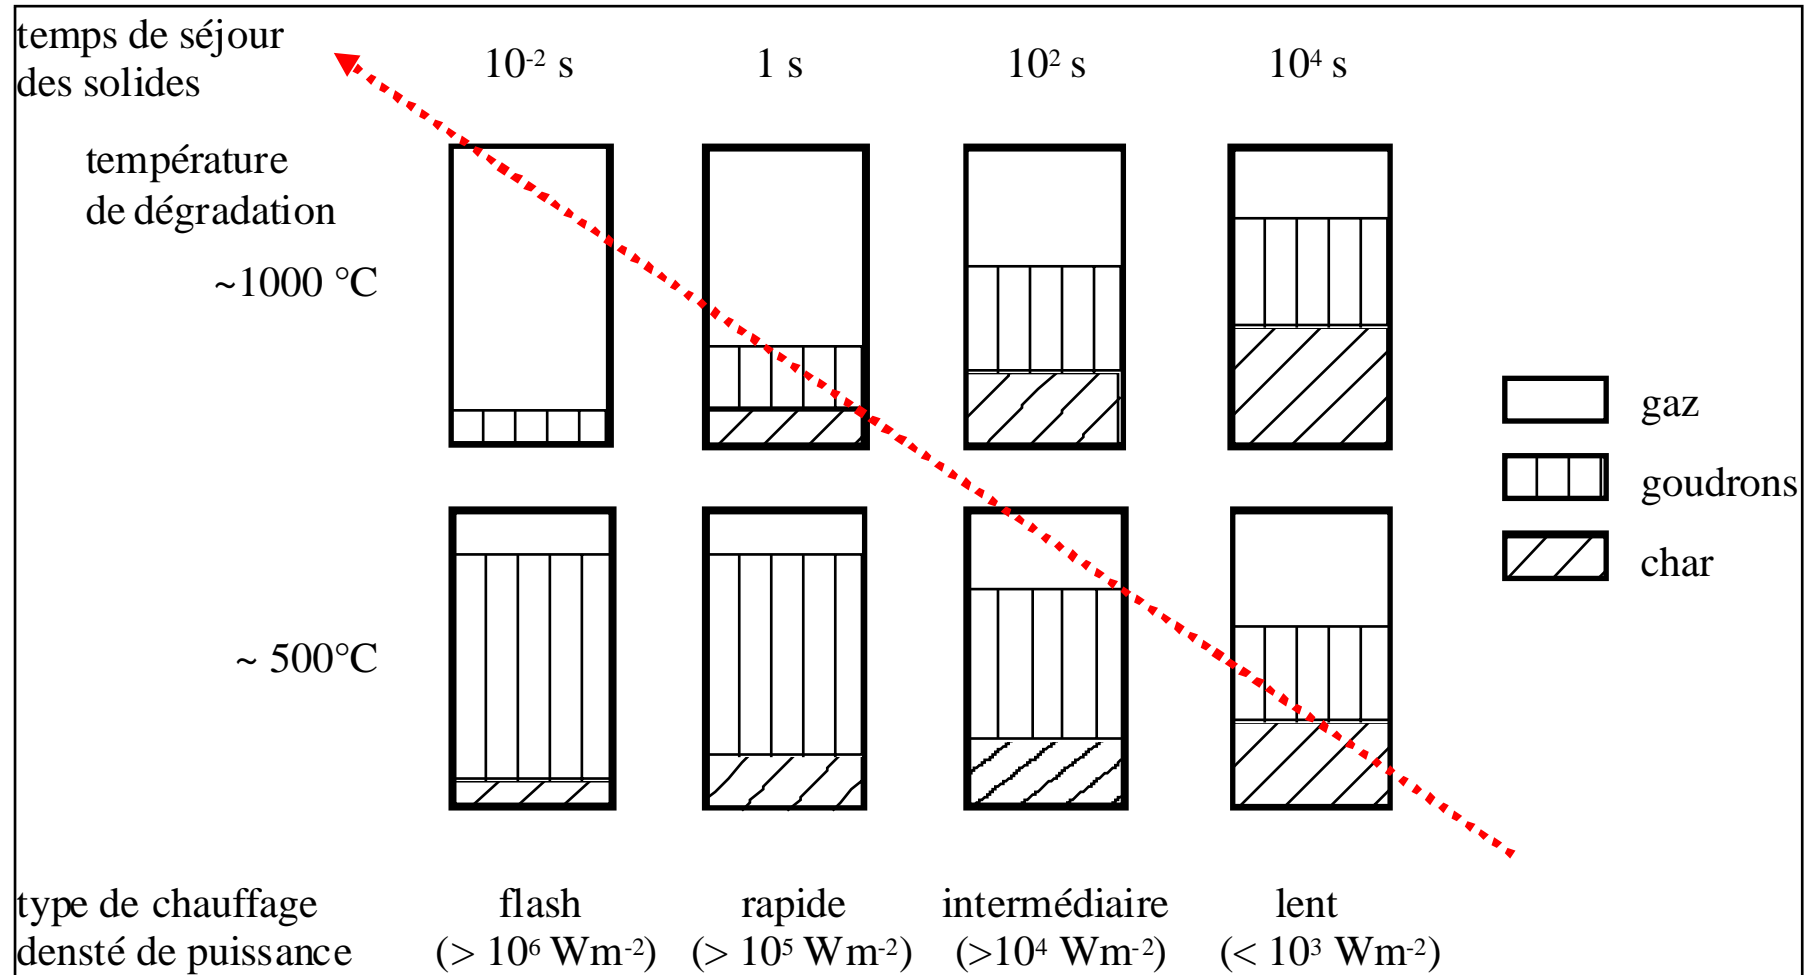 temps de séjour
des solides
10-2 s
1 s
102 s
104 s
température
de dégradation
~1000 °C
~ 500°C
gaz
goudrons
char
type de chauffage
densté de puissance
flash
(> 106 Wm-2)
rapide
(> 105 Wm-2)
intermédiaire
(>104 Wm-2)
lent
(< 103 Wm-2)